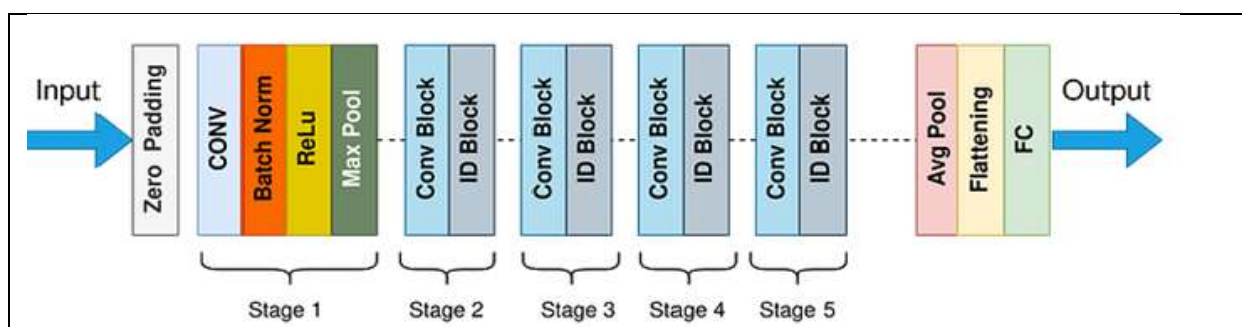 Input
Zero Padding
CONV
Batch Norm
ReLu
Max Pool
Conv Block
ID Block
Conv Block
ID Block
Conv Block
ID Block
Conv Block
ID Block
Avg Pool
Flattening
FC
Output
Stage 1
Stage 2
Stage 3
Stage 4
Stage 5